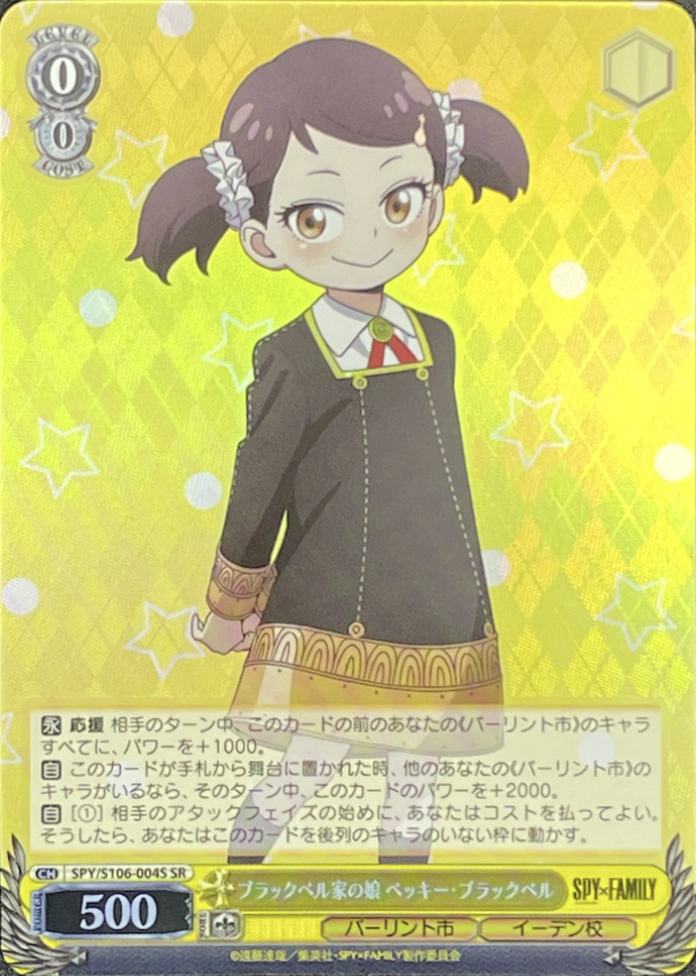 LEVEL
0
0
COST
永 応援 相手のターン中、このカードの前のあなたの《バーリント市》のキャラ
すべてに、パワーを+1000。
自 このカードが手札から舞台に置かれた時、他のあなたの《バーリント市》の
キャラがいるなら、そのターン中、このカードのパワーを+2000。
自 [①] 相手のアタックフェイズの始めに、あなたはコストを払ってよい。
そうしたら、あなたはこのカードを後列のキャラのいない枠に動かす。
CH SPY/S106-004S SR
ブラックベル家の娘 ベッキー・ブラックベル
SPY×FAMILY
POWER
500
SOUL
バーリント市 イーデン校
©遠藤達哉/集英社・SPY×FAMILY製作委員会